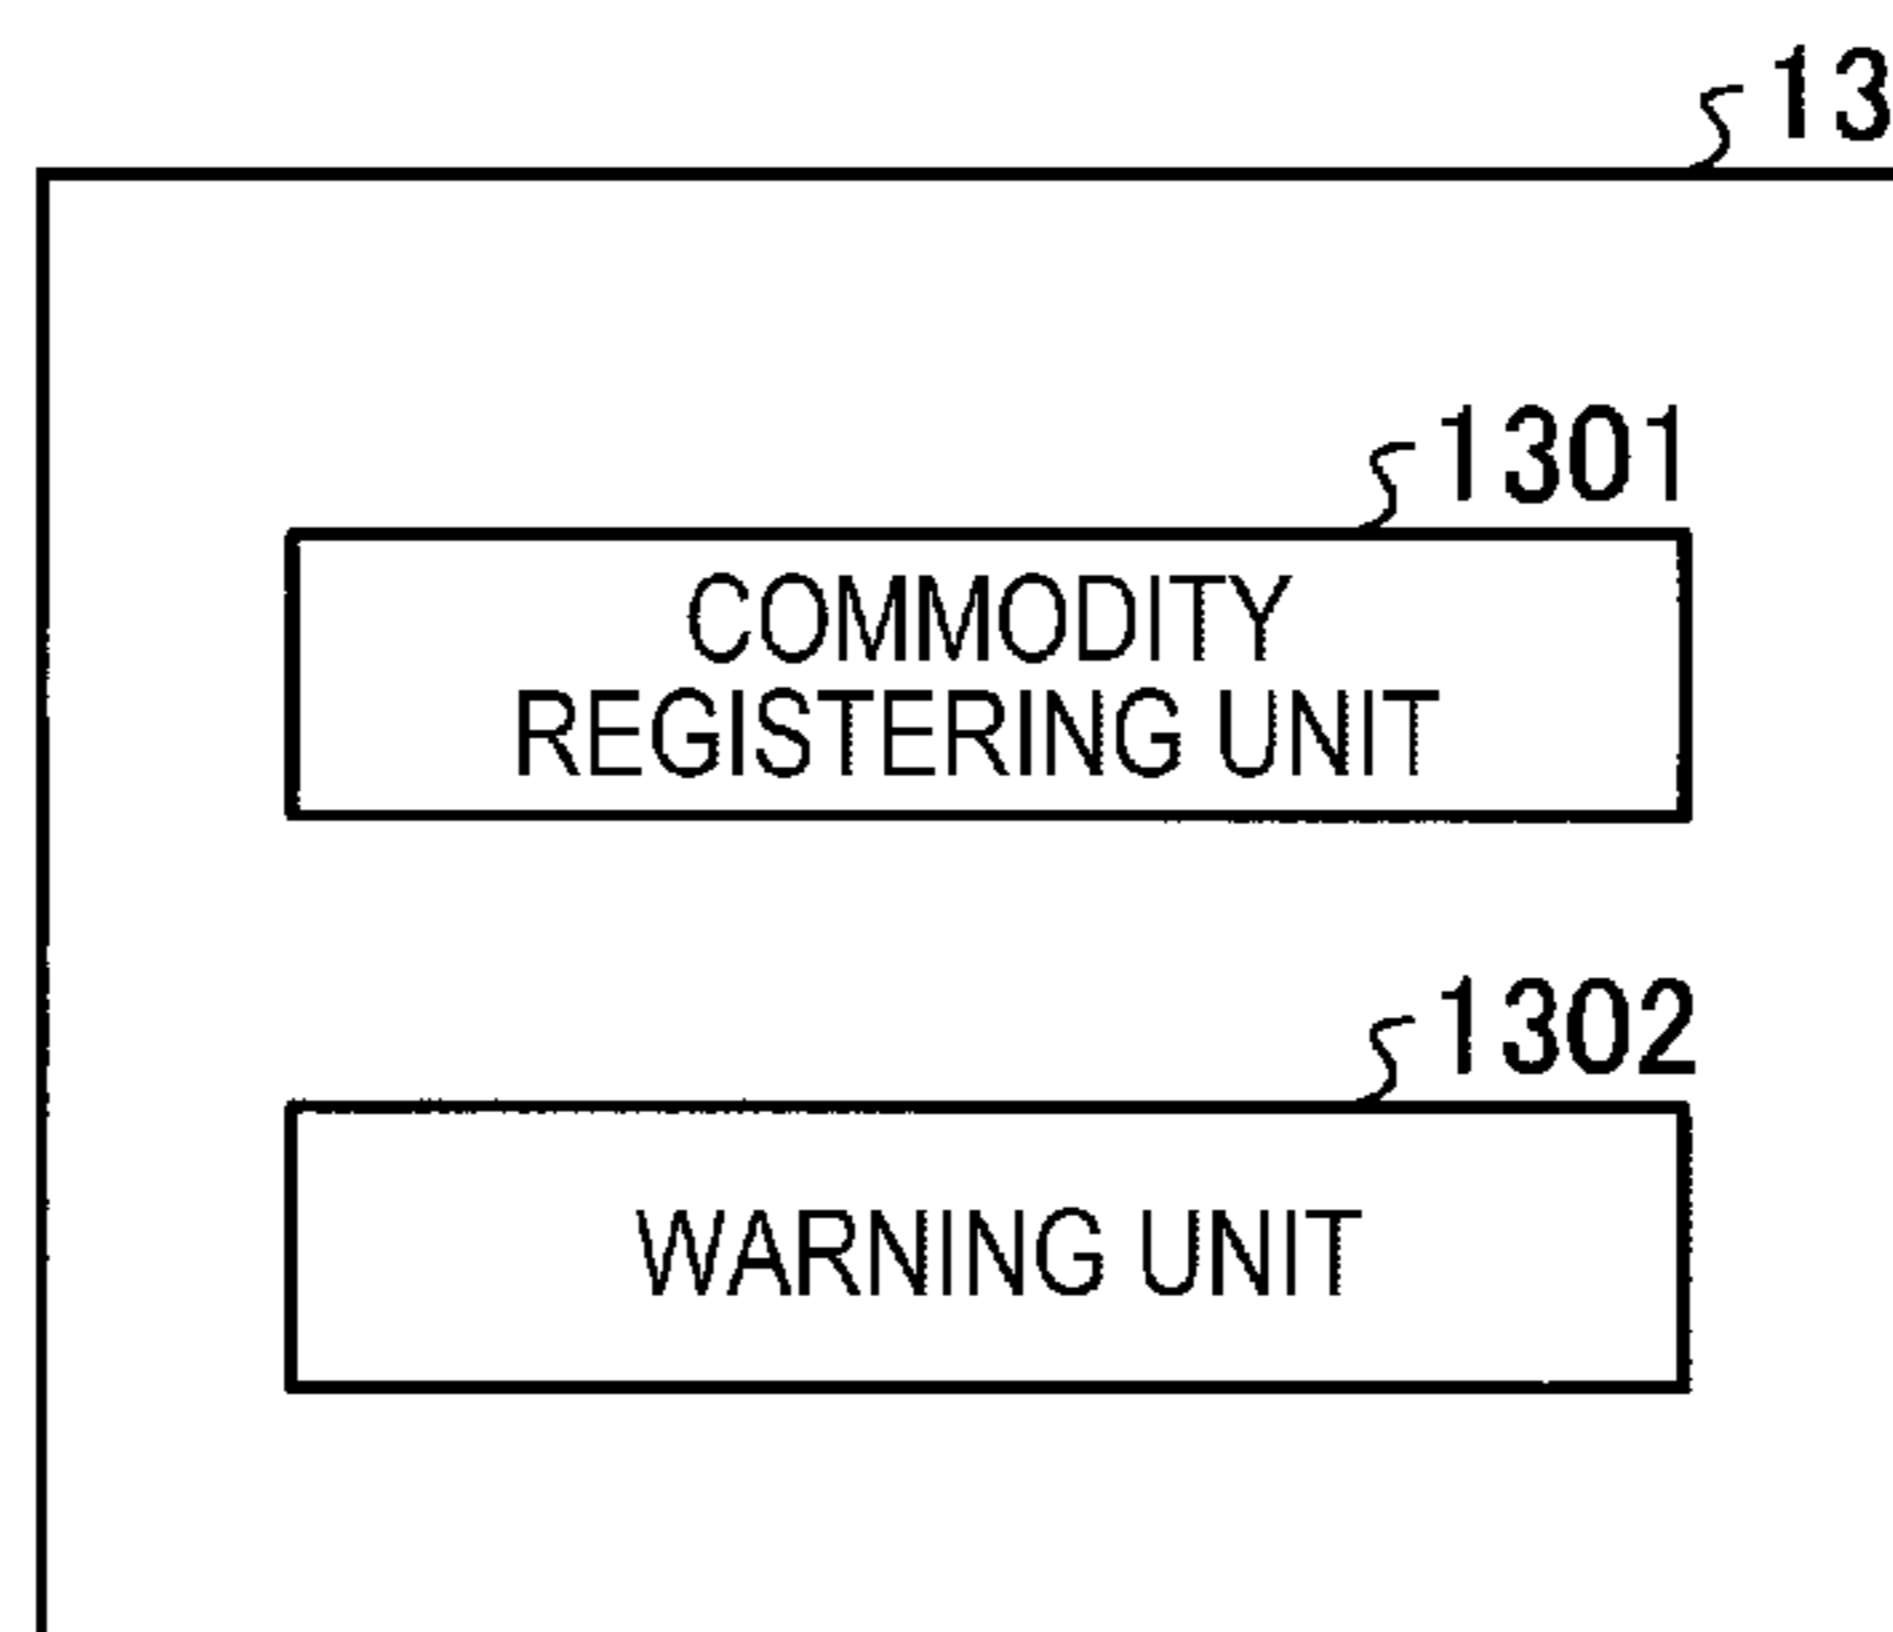 13
1301
COMMODITY
REGISTERING UNIT
1302
WARNING UNIT